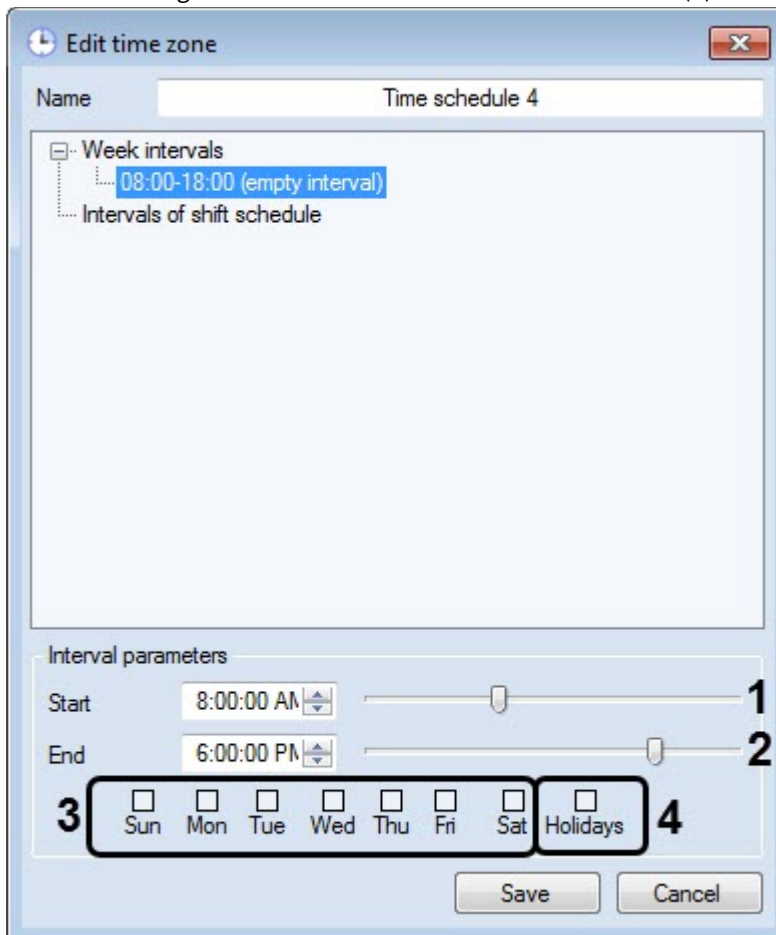 Edit time zone
Name Time schedule 4
Week intervals
08:00-18:00 (empty interval)
Intervals of shift schedule
Interval parameters
Start 8:00:00 AM 1
End 6:00:00 PM 2
3 Sun Mon Tue Wed Thu Fri Sat Holidays 4
Save Cancel